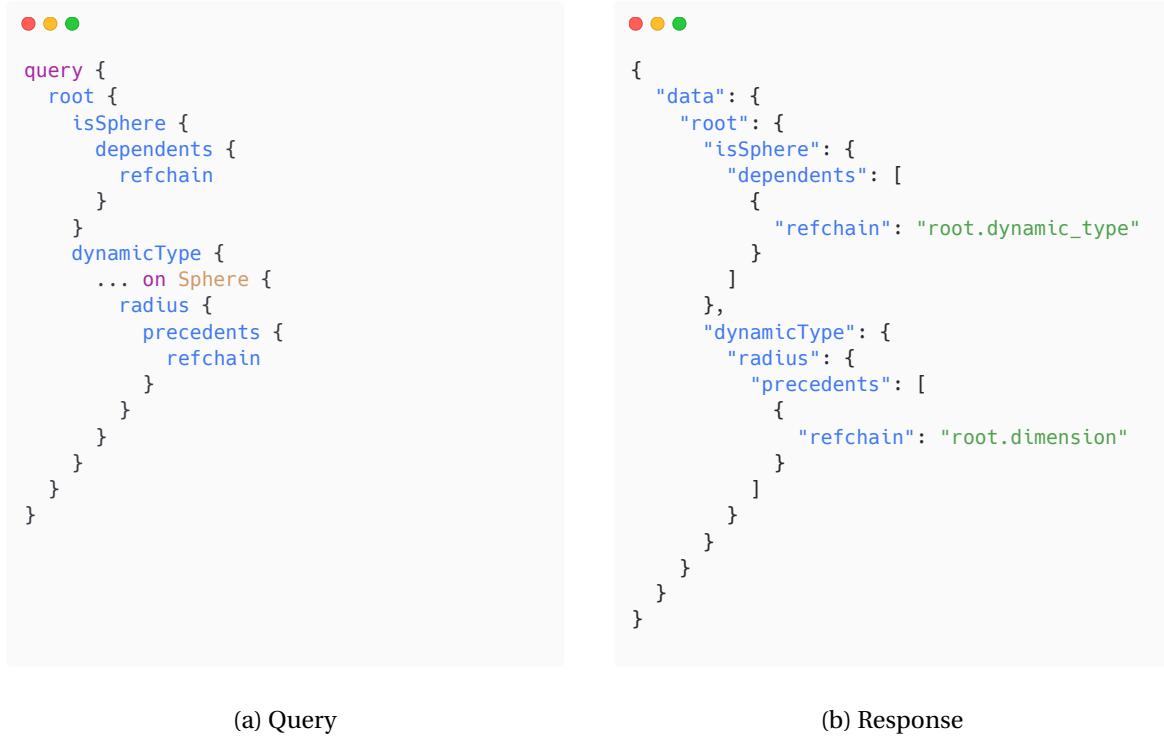 query {
  root {
    isSphere {
      dependents {
        refchain
      }
    }
    dynamicType {
      ... on Sphere {
        radius {
          precedents {
            refchain
          }
        }
      }
    }
  }
}
(a) Query
{
  "data": {
    "root": {
      "isSphere": {
        "dependents": [
          {
            "refchain": "root.dynamic_type"
          }
        ]
      },
      "dynamicType": {
        "radius": {
          "precedents": [
            {
              "refchain": "root.dimension"
            }
          ]
        }
      }
    }
  }
}
(b) Response